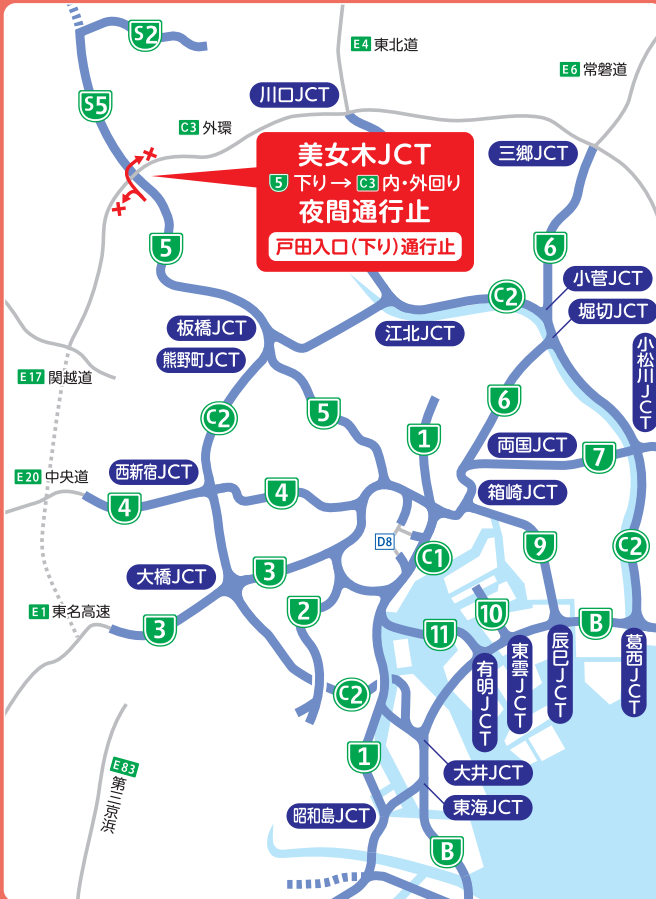 S2
E4 東北道
E6 常磐道
S5
川口JCT
C3 外環
三郷JCT
美女木JCT
5 下り→C3 内・外回り
夜間通行止
戸田入口(下り)通行止
5
6
小菅JCT
C2
堀切JCT
板橋JCT
江北JCT
熊野町JCT
小松川JCT
E17 関越道
5
6
C2
1
両国JCT
7
西新宿JCT
E20 中央道
4
4
箱崎JCT
D8
9
C2
C1
3
大橋JCT
2
10
E1 東名高速
3
11
B
有明JCT
東雲JCT
辰巳JCT
葛西JCT
C2
1
E83 第三京浜
大井JCT
東海JCT
昭和島JCT
B